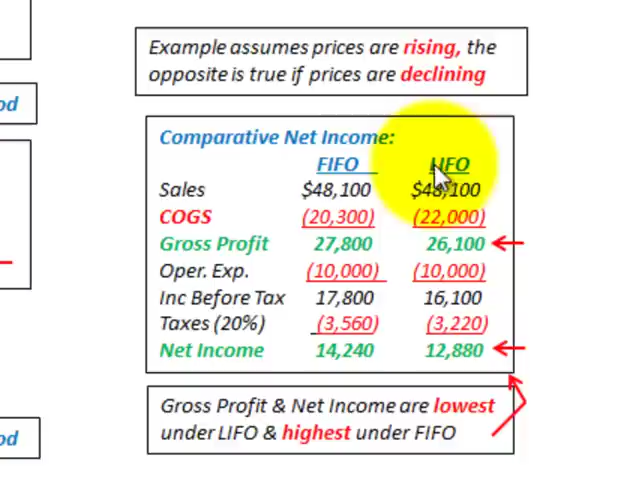 Example assumes prices are rising, the
opposite is true if prices are declining
od
Comparative Net Income:
FIFO LIFO
Sales $48,100 $48,100
COGS (20,300) (22,000)
Gross Profit 27,800 26,100
Oper. Exp. (10,000) (10,000)
Inc Before Tax 17,800 16,100
Taxes (20%) (3,560) (3,220)
Net Income 14,240 12,880
Gross Profit & Net Income are lowest
under LIFO & highest under FIFO
od